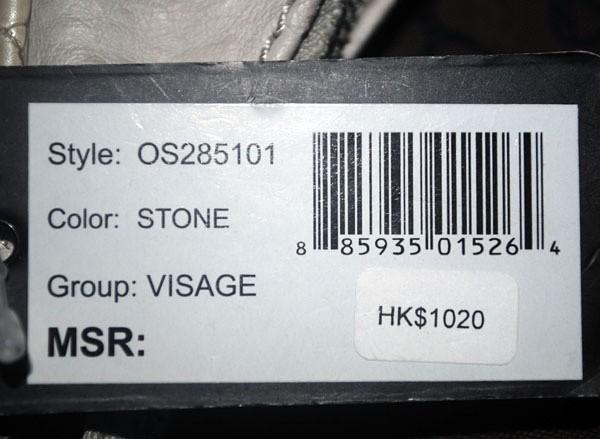 Style: OS285101
Color: STONE
8 85935 01526 4
Group: VISAGE
HK$1020
MSR: